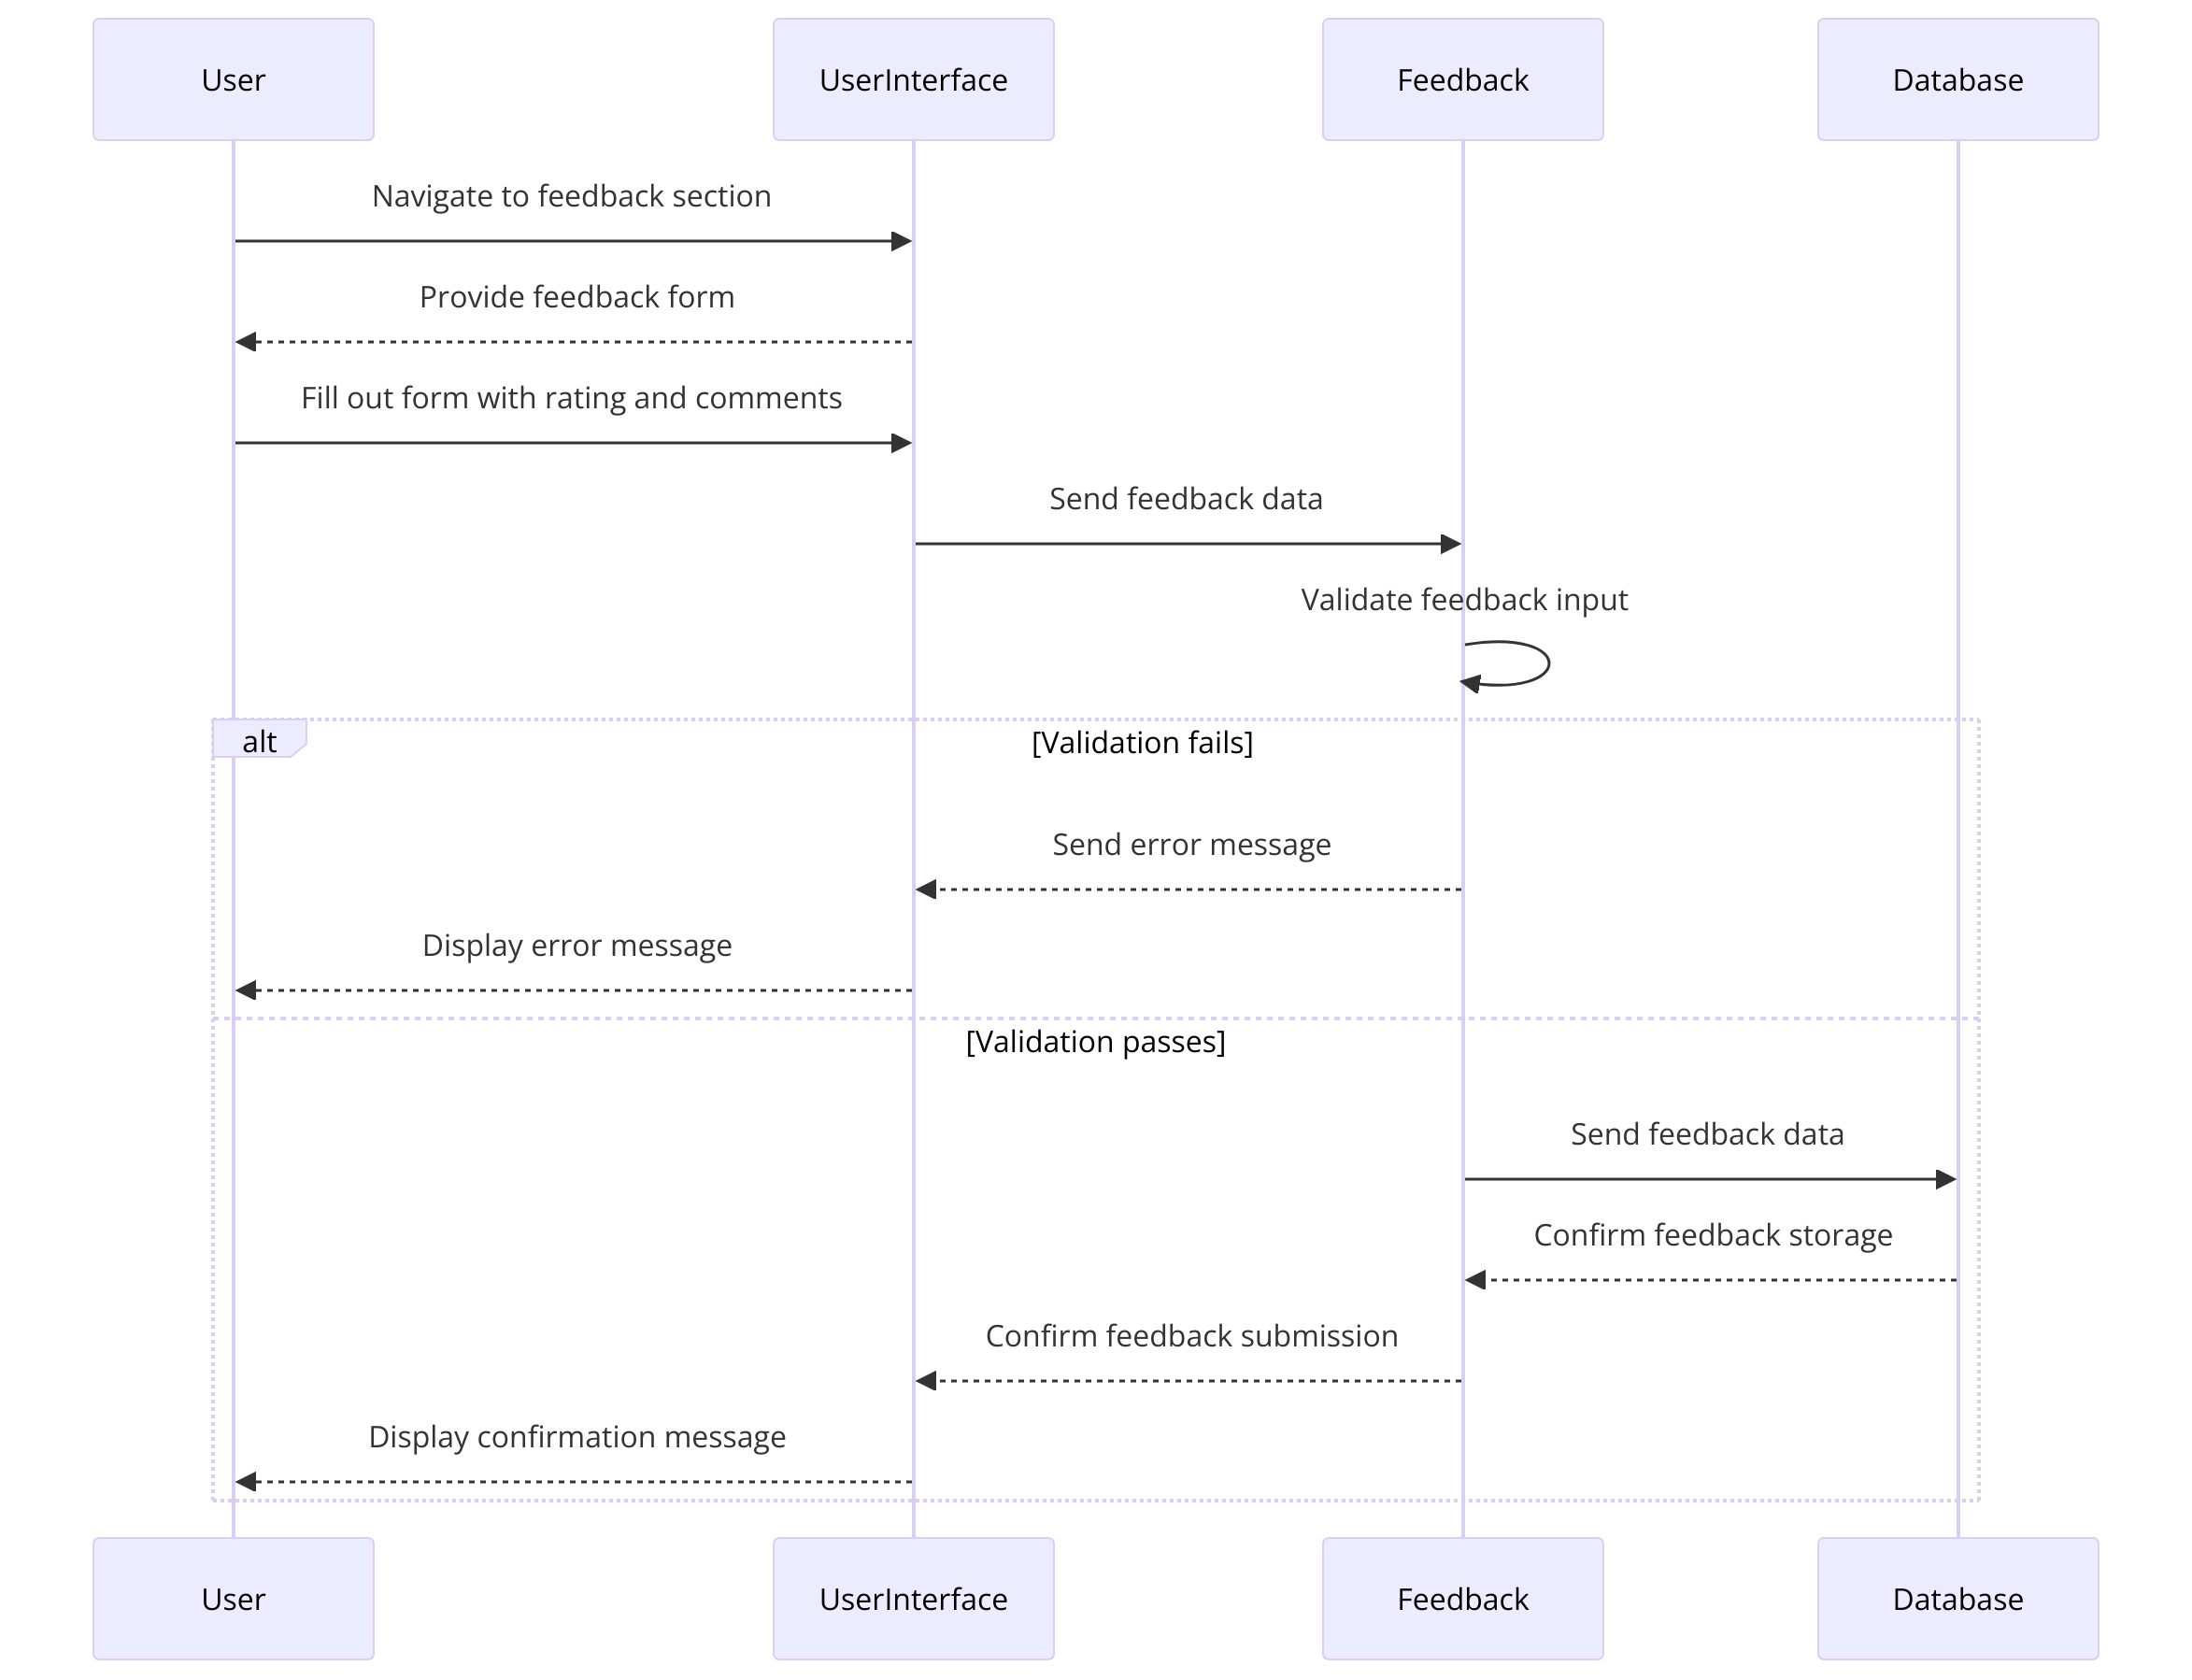 User
UserInterface
Feedback
Database
Navigate to feedback section
Provide feedback form
Fill out form with rating and comments
Send feedback data
Validate feedback input
alt
[Validation fails]
Send error message
Display error message
[Validation passes]
Send feedback data
Confirm feedback storage
Confirm feedback submission
Display confirmation message
User
UserInterface
Feedback
Database